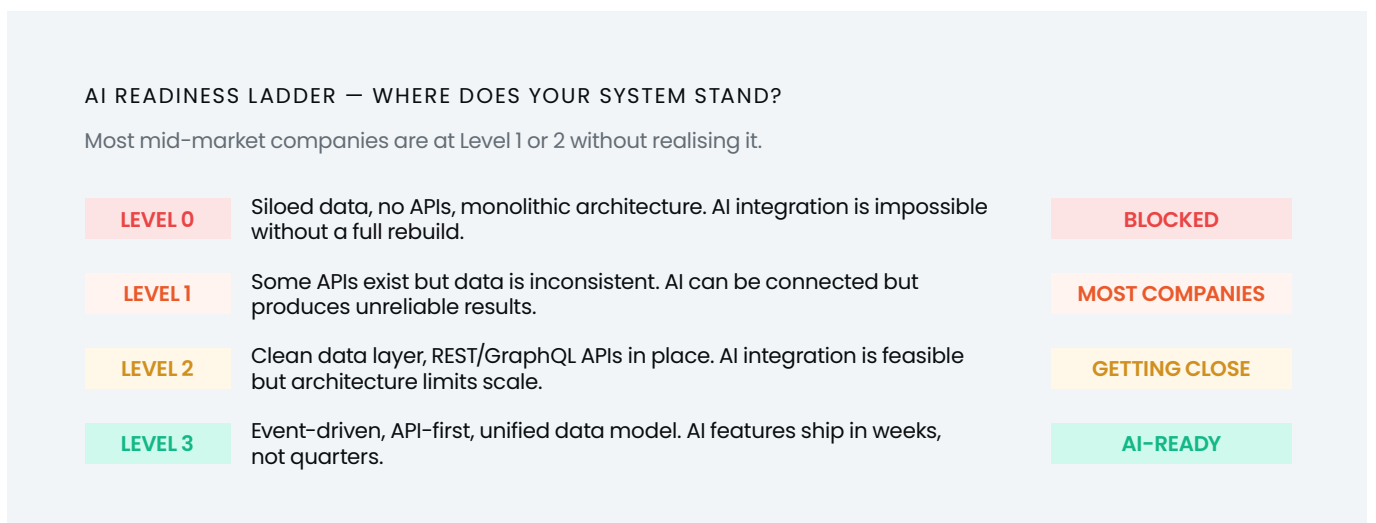 AI READINESS LADDER — WHERE DOES YOUR SYSTEM STAND?
Most mid-market companies are at Level 1 or 2 without realising it.
LEVEL 0
Siloed data, no APIs, monolithic architecture. AI integration is impossible
without a full rebuild.
BLOCKED
LEVEL 1
Some APIs exist but data is inconsistent. AI can be connected but
produces unreliable results.
MOST COMPANIES
LEVEL 2
Clean data layer, REST/GraphQL APIs in place. AI integration is feasible
but architecture limits scale.
GETTING CLOSE
LEVEL 3
Event-driven, API-first, unified data model. AI features ship in weeks,
not quarters.
AI-READY